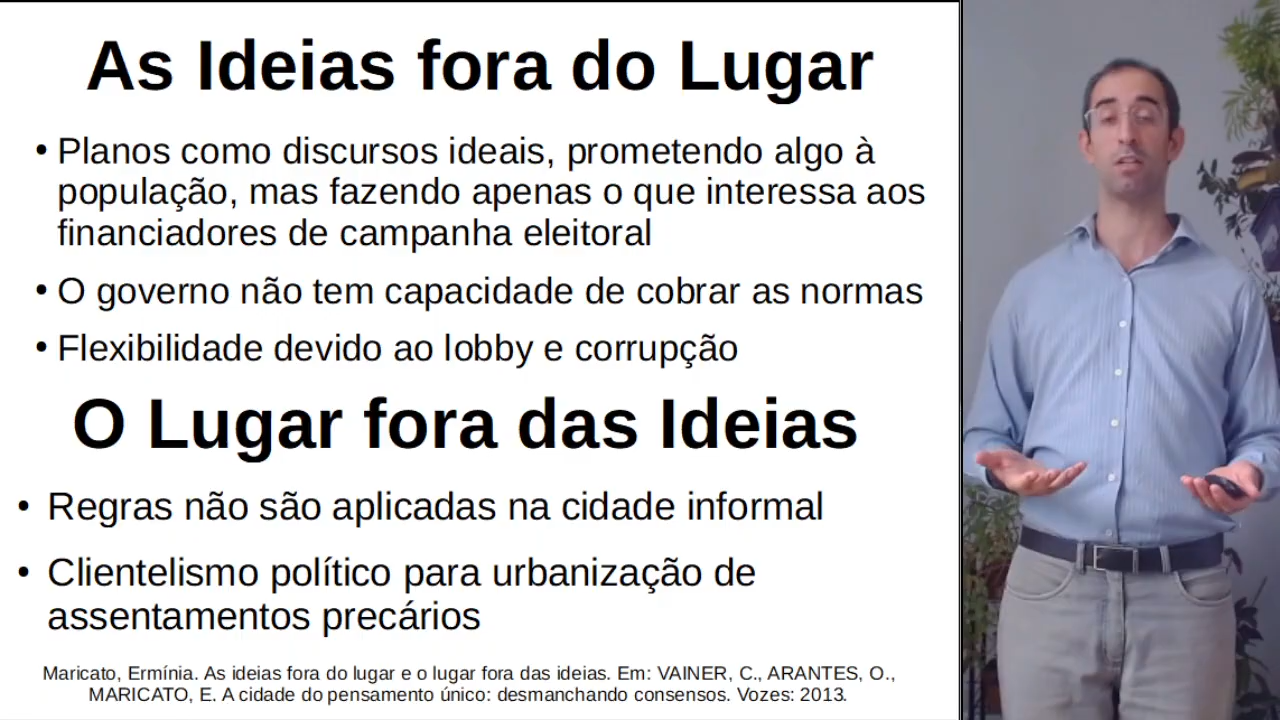 As Ideias fora do Lugar
• Planos como discursos ideais, prometendo algo à
população, mas fazendo apenas o que interessa aos
financiadores de campanha eleitoral
• O governo não tem capacidade de cobrar as normas
• Flexibilidade devido ao lobby e corrupção
O Lugar fora das Ideias
• Regras não são aplicadas na cidade informal
• Clientelismo político para urbanização de
assentamentos precários
Maricato, Ermínia. As ideias fora do lugar e o lugar fora das ideias. Em: VAINER, C., ARANTES, O.,
MARICATO, E. A cidade do pensamento único: desmanchando consensos. Vozes: 2013.